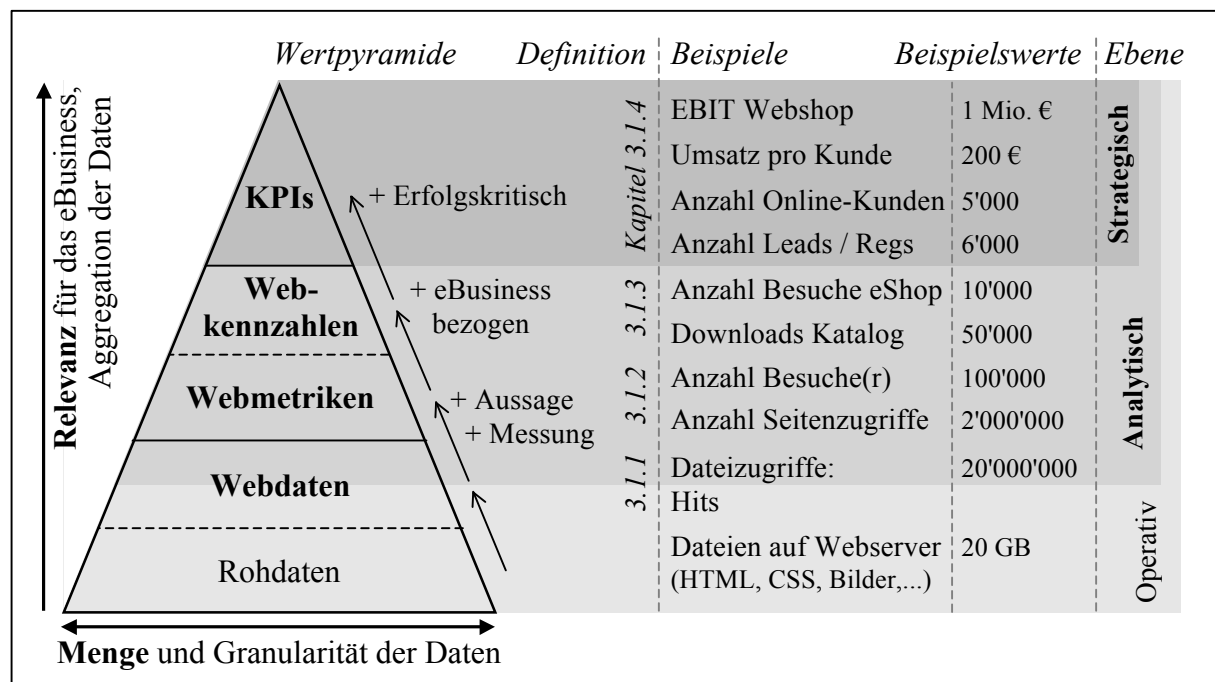 Wertpyramide Definition Beispiele Beispielswerte Ebene
Relevanz für das eBusiness,
Aggregation der Daten
KPIs
+ Erfolgskritisch
Kapitel 3.1.4
EBIT Webshop 1 Mio. €
Umsatz pro Kunde 200 €
Anzahl Online-Kunden 5'000
Anzahl Leads / Regs 6'000
Strategisch
Web-
kennzahlen
+ eBusiness
bezogen
3.1.3
Anzahl Besuche eShop 10'000
Downloads Katalog 50'000
Webmetriken
+ Aussage
+ Messung
3.1.2
Anzahl Besuche(r) 100'000
Anzahl Seitenzugriffe 2'000'000
Analytisch
Webdaten
3.1.1
Dateizugriffe: 20'000'000
Hits
Rohdaten
Dateien auf Webserver 20 GB
(HTML, CSS, Bilder,...)
Operativ
Menge und Granularität der Daten